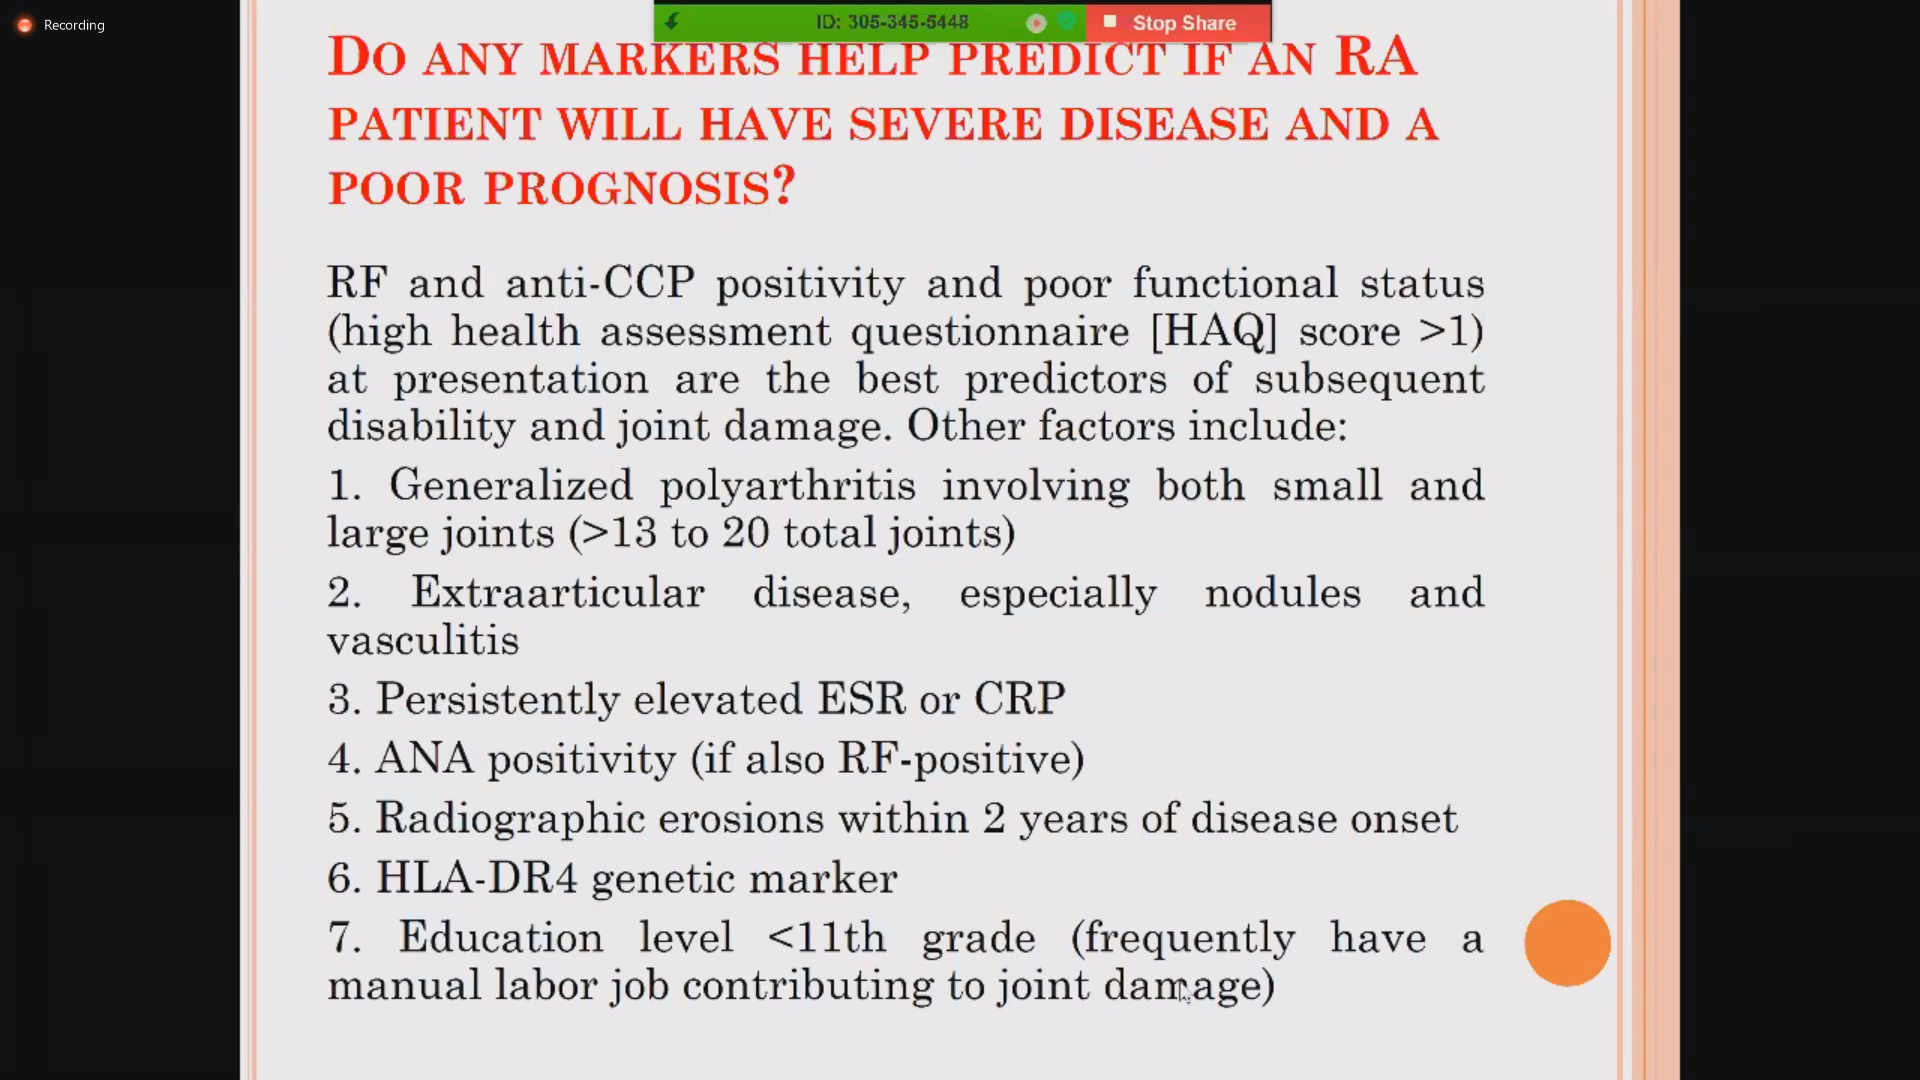 Recording
ID: 305-345-5448
Stop Share
DO ANY MARKERS HELP PREDICT IF AN RA
PATIENT WILL HAVE SEVERE DISEASE AND A
POOR PROGNOSIS?
RF and anti-CCP positivity and poor functional status
(high health assessment questionnaire [HAQ] score >1)
at presentation are the best predictors of subsequent
disability and joint damage. Other factors include:
1. Generalized polyarthritis involving both small and
large joints (>13 to 20 total joints)
2. Extraarticular disease, especially nodules and
vasculitis
3. Persistently elevated ESR or CRP
4. ANA positivity (if also RF-positive)
5. Radiographic erosions within 2 years of disease onset
6. HLA-DR4 genetic marker
7. Education level <11th grade (frequently have a
manual labor job contributing to joint damage)